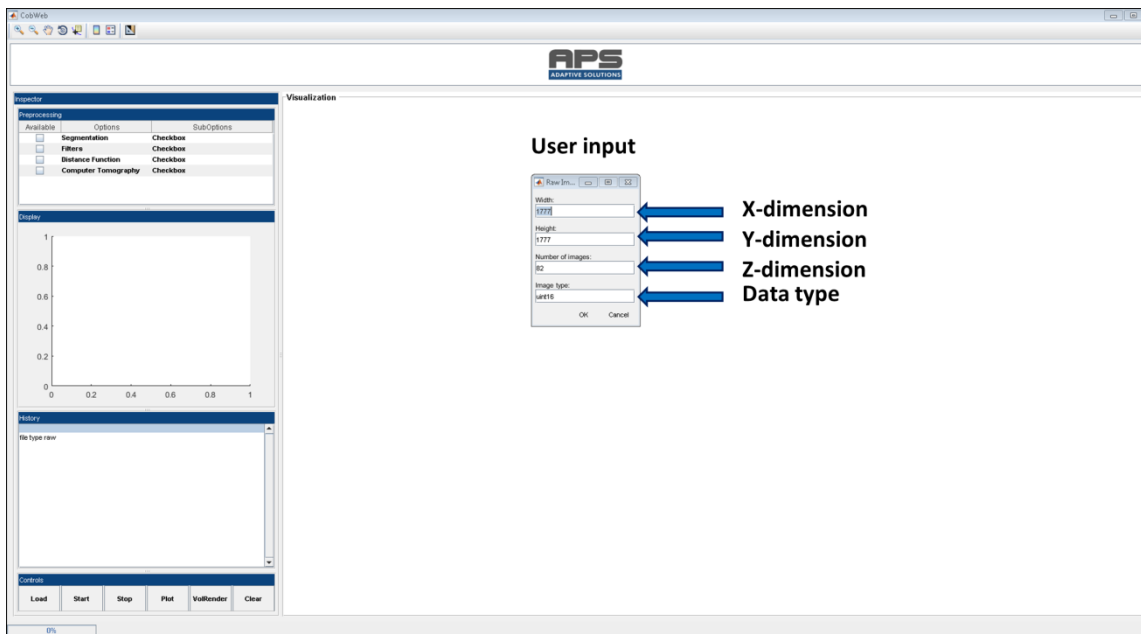 CobWeb
APS
ADAPTIVE SOLUTIONS
Inspector
Preprocessing
Available Options SubOptions
Segmentation Checkbox
Filters Checkbox
Distance Function Checkbox
Computer Tomography Checkbox
Display
1
0.8
0.6
0.4
0.2
0
0 0.2 0.4 0.6 0.8 1
History
file type raw
Controls
Load Start Stop Plot VolRender Clear
0%
Visualization
User input
Raw Im...
Width:
1777
X-dimension
Height:
1777
Y-dimension
Number of images:
82
Z-dimension
Image type:
uint16
Data type
OK Cancel